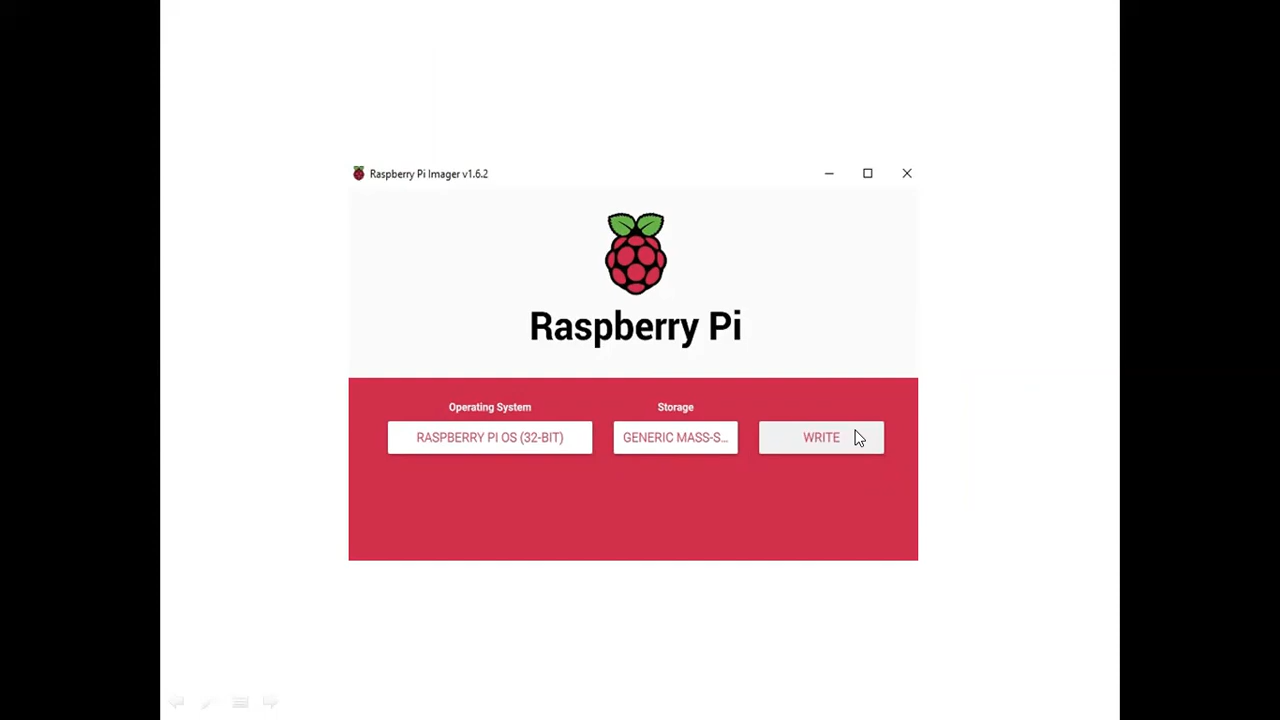 Raspberry Pi Imager v1.6.2
Raspberry Pi
Operating System
Storage
RASPBERRY PI OS (32-BIT)
GENERIC MASS-S...
WRITE